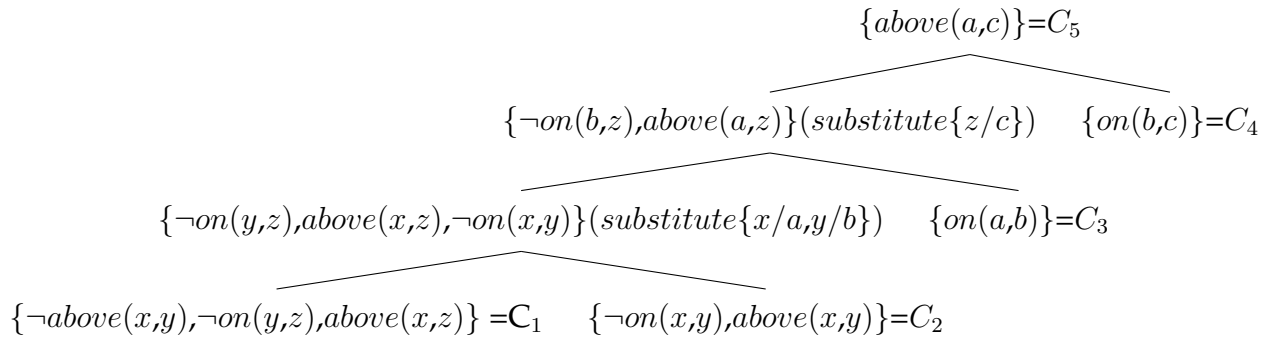 {above(a,c)}=C₅
{¬on(b,z),above(a,z)}(substitute{z/c}) {on(b,c)}=C₄
{¬on(y,z),above(x,z),¬on(x,y)}(substitute{x/a,y/b}) {on(a,b)}=C₃
{¬above(x,y),¬on(y,z),above(x,z)} =C₁ {¬on(x,y),above(x,y)}=C₂